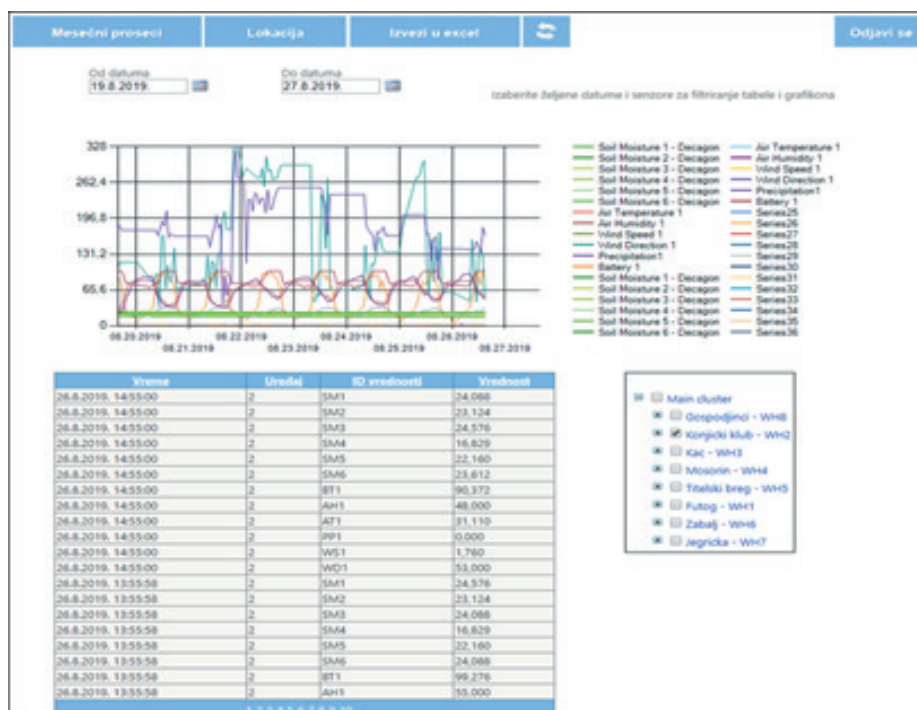 Mesečni proseci
Lokacija
Izvezi u excel
Odjavi se
Od datuma
19.8.2019.
Do datuma
27.8.2019.
Izaberite željene datume i senzore za filtriranje tabele i grafikona
328
262,4
196,8
131,2
65,6
0
08.20.2019
08.21.2019
08.22.2019
08.23.2019
08.24.2019
08.25.2019
08.26.2019
08.27.2019
Soil Moisture 1 - Decagon
Soil Moisture 2 - Decagon
Soil Moisture 3 - Decagon
Soil Moisture 4 - Decagon
Soil Moisture 5 - Decagon
Soil Moisture 6 - Decagon
Air Temperature 1
Air Humidity 1
Wind Speed 1
Wind Direction 1
Precipitation1
Battery 1
Soil Moisture 1 - Decagon
Soil Moisture 2 - Decagon
Soil Moisture 3 - Decagon
Soil Moisture 4 - Decagon
Soil Moisture 5 - Decagon
Soil Moisture 6 - Decagon
Air Temperature 1
Air Humidity 1
Wind Speed 1
Wind Direction 1
Precipitation1
Battery 1
Series25
Series26
Series27
Series28
Series29
Series30
Series31
Series32
Series33
Series34
Series35
Series36
Vreme Uređaj ID vrednosti Vrednost
26.8.2019. 14:55:00 2 SM1 24,088
26.8.2019. 14:55:00 2 SM2 23,124
26.8.2019. 14:55:00 2 SM3 24,576
26.8.2019. 14:55:00 2 SM4 16,829
26.8.2019. 14:55:00 2 SM5 22,160
26.8.2019. 14:55:00 2 SM6 23,612
26.8.2019. 14:55:00 2 BT1 90,372
26.8.2019. 14:55:00 2 AH1 48,000
26.8.2019. 14:55:00 2 AT1 31,110
26.8.2019. 14:55:00 2 PP1 0,000
26.8.2019. 14:55:00 2 WS1 1,760
26.8.2019. 14:55:00 2 WD1 53,000
26.8.2019. 13:55:58 2 SM1 24,576
26.8.2019. 13:55:58 2 SM2 23,124
26.8.2019. 13:55:58 2 SM3 24,088
26.8.2019. 13:55:58 2 SM4 16,829
26.8.2019. 13:55:58 2 SM5 22,160
26.8.2019. 13:55:58 2 SM6 24,088
26.8.2019. 13:55:58 2 BT1 99,276
26.8.2019. 13:55:58 2 AH1 55,000
Main cluster
Gospodjinci - WH8
Konjicki klub - WH2
Kac - WH3
Mosorin - WH4
Titelski breg - WH5
Futog - WH1
Zabalj - WH6
Jegricka - WH7